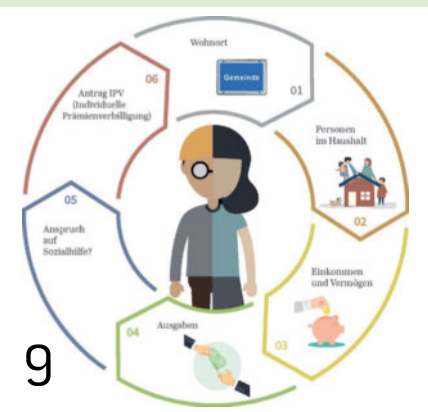 Wohnort
Gemeinde
01
Personen
im Haushalt
02
Einkommen
und Vermögen
03
Ausgaben
04
05
Anspruch
auf
Sozialhilfe?
06
Antrag IPV
(Individuelle
Prämienverbilligung)
9